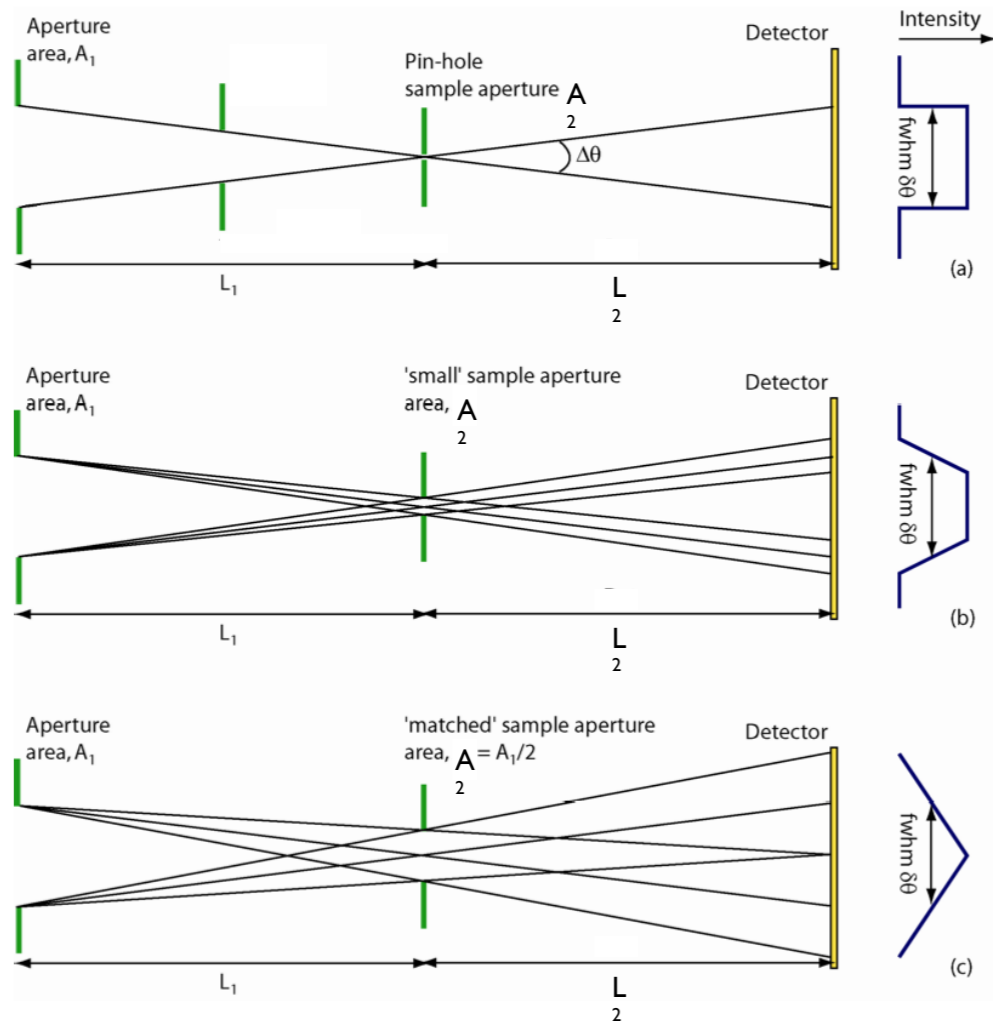 Aperture
area, A₁
Pin-hole
sample aperture A
2
Detector
Intensity
Δθ
fwhm δθ
L₁
L
2
(a)
Aperture
area, A₁
'small' sample aperture
area, A
2
Detector
fwhm δθ
L₁
L
2
(b)
Aperture
area, A₁
'matched' sample aperture
area, A = A₁/2
2
Detector
fwhm δθ
L₁
L
2
(c)